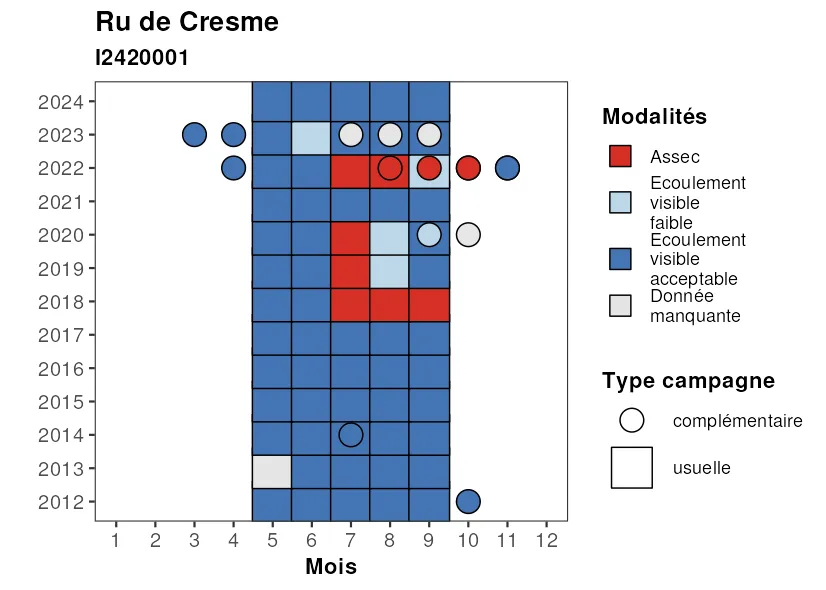 Ru de Cresme
I2420001
2024
2023
2022
2021
2020
2019
2018
2017
2016
2015
2014
2013
2012
1 2 3 4 5 6 7 8 9 10 11 12
Mois
Modalités
Assec
Ecoulement
visible
faible
Ecoulement
visible
acceptable
Donnée
manquante
Type campagne
complémentaire
usuelle